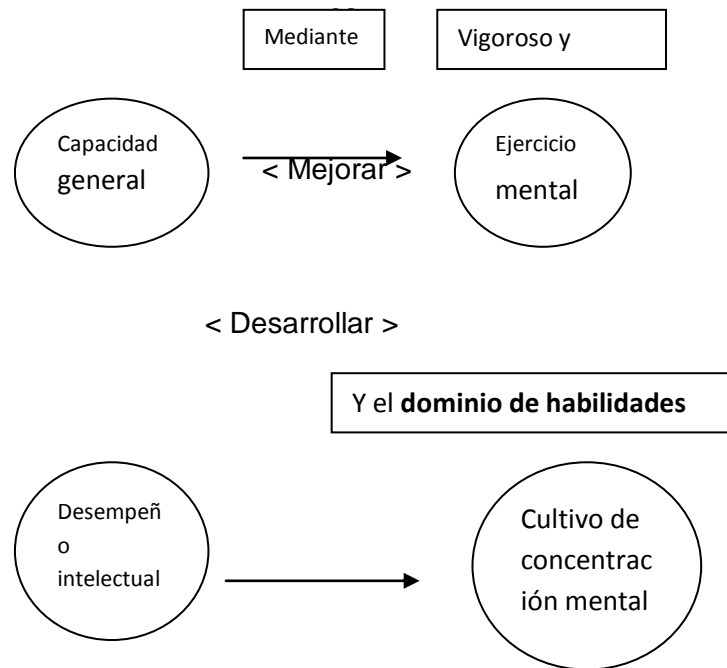 Mediante
Vigoroso y
Capacidad
general
< Mejorar >
Ejercicio
mental
< Desarrollar >
Y el dominio de habilidades
Desempeñ
o
intelectual
Cultivo de
concentrac
ión mental